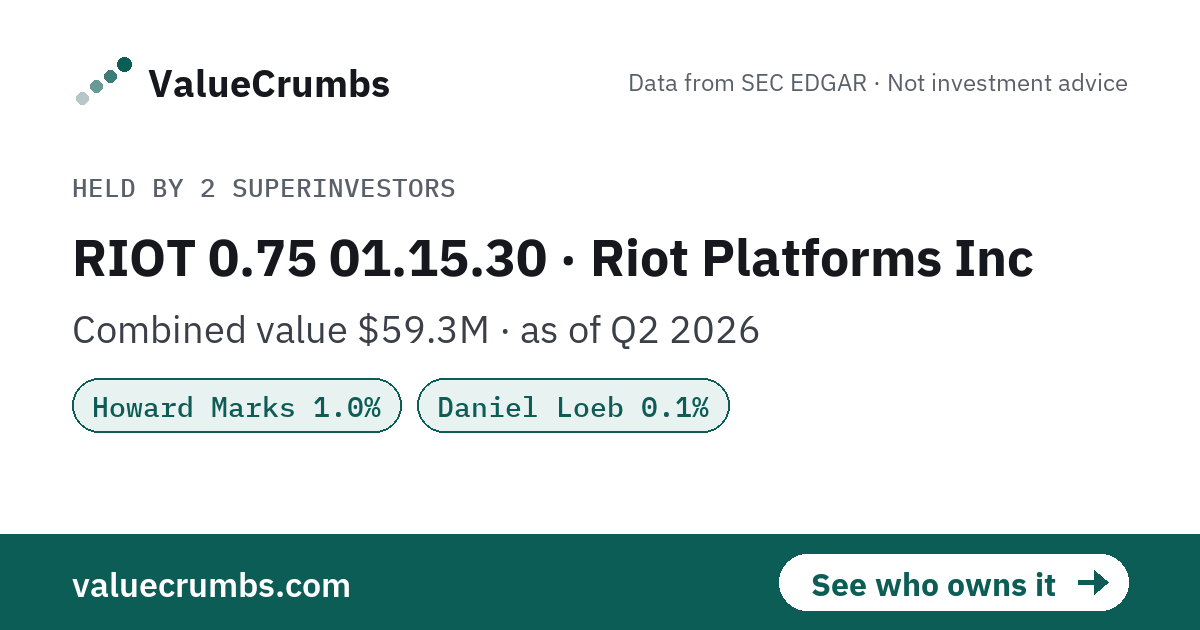 ValueCrumbs
Data from SEC EDGAR · Not investment advice
HELD BY 2 SUPERINVESTORS
RIOT 0.75 01.15.30 · Riot Platforms Inc
Combined value $59.3M · as of Q2 2026
Howard Marks 1.0%
Daniel Loeb 0.1%
valuecrumbs.com
See who owns it